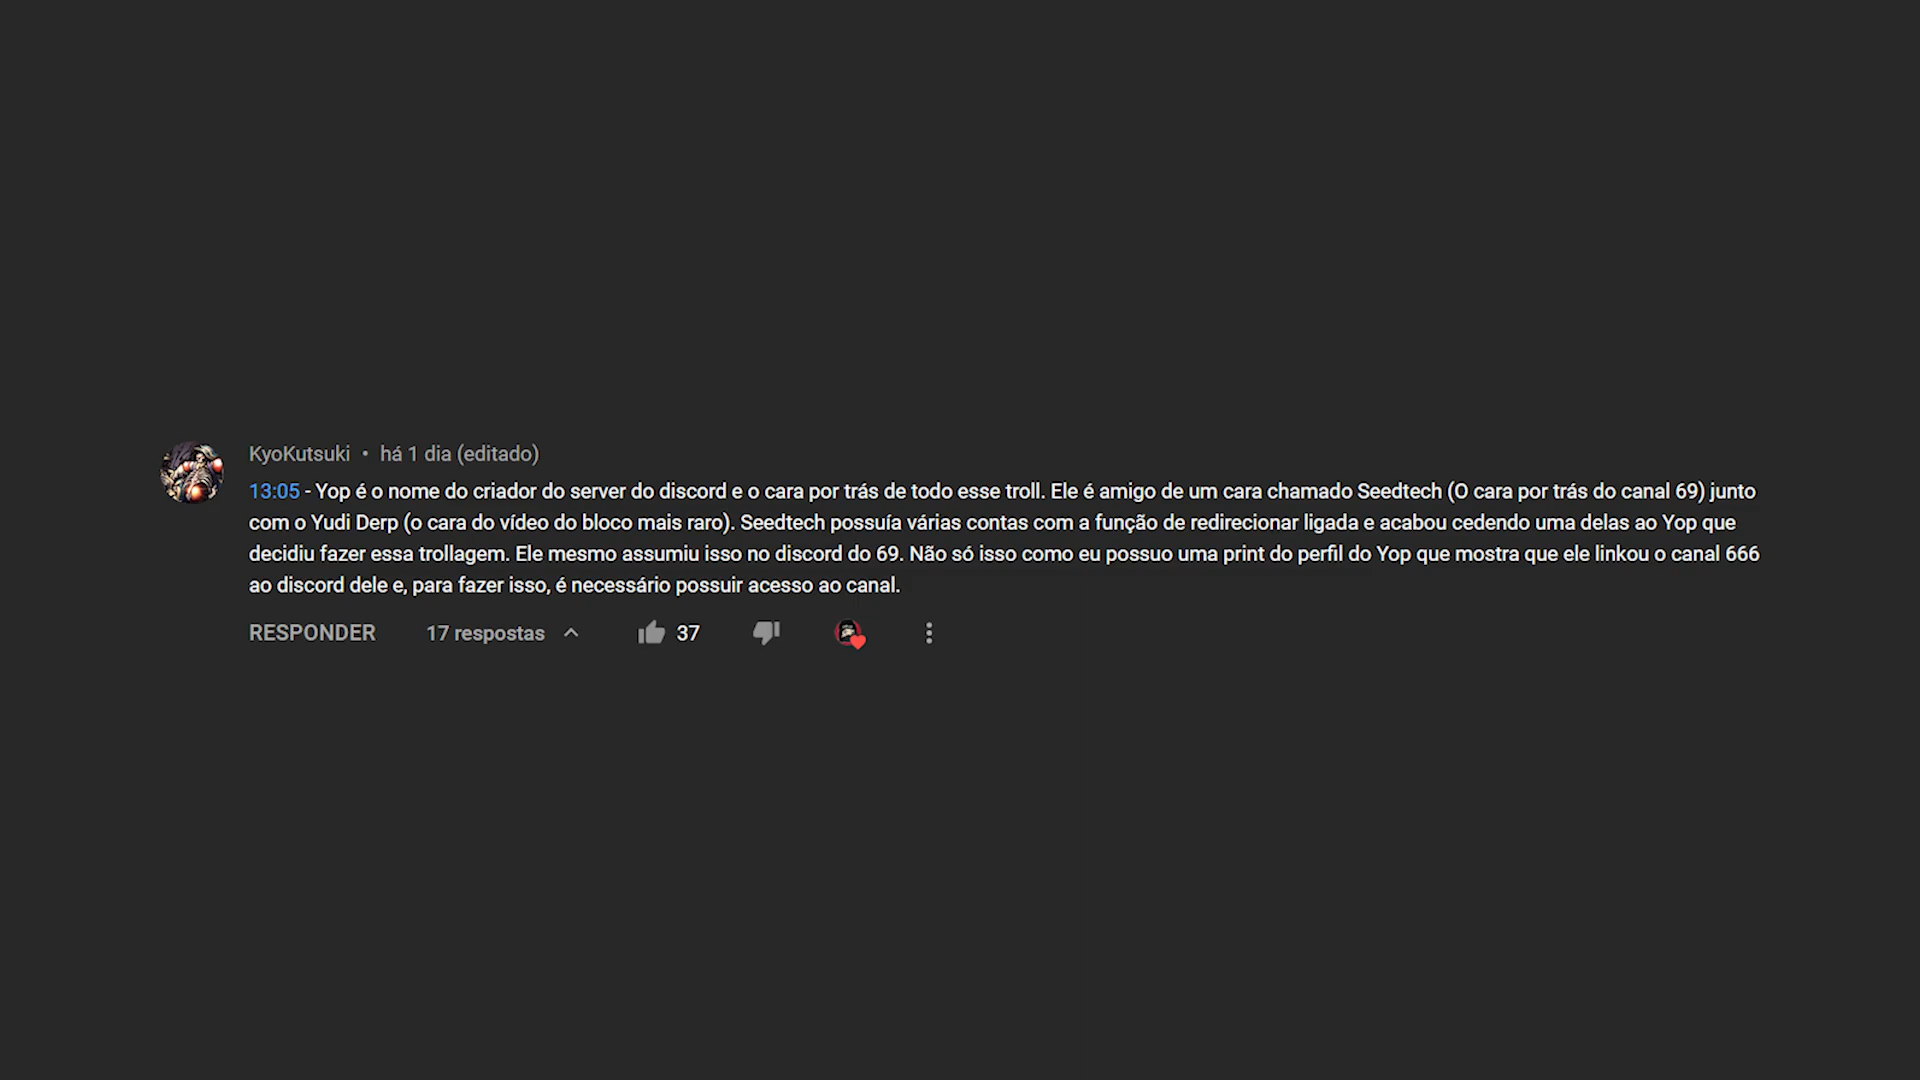 KyoKutsuki • há 1 dia (editado)
13:05 - Yop é o nome do criador do server do discord e o cara por trás de todo esse troll. Ele é amigo de um cara chamado Seedtech (O cara por trás do canal 69) junto
com o Yudi Derp (o cara do vídeo do bloco mais raro). Seedtech possuía várias contas com a função de redirecionar ligada e acabou cedendo uma delas ao Yop que
decidiu fazer essa trollagem. Ele mesmo assumiu isso no discord do 69. Não só isso como eu possuo uma print do perfil do Yop que mostra que ele linkou o canal 666
ao discord dele e, para fazer isso, é necessário possuir acesso ao canal.
RESPONDER 17 respostas 37